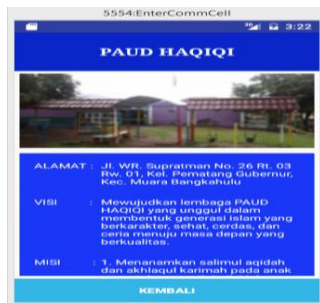 5554:EnterCommCell
3G 3:22
PAUD HAQIQI
ALAMAT : Jl. WR. Supratman No. 26 Rt. 03
Rw. 01, Kel. Pematang Gubernur,
Kec. Muara Bangkahulu
VISI : Mewujudkan lembaga PAUD
HAQIQI yang unggul dalam
membentuk generasi islam yang
berkarakter, sehat, cerdas, dan
ceria menuju masa depan yang
berkualitas.
MISI : 1. Menanamkan salimul aqidah
dan akhlaqul karimah pada anak
KEMBALI